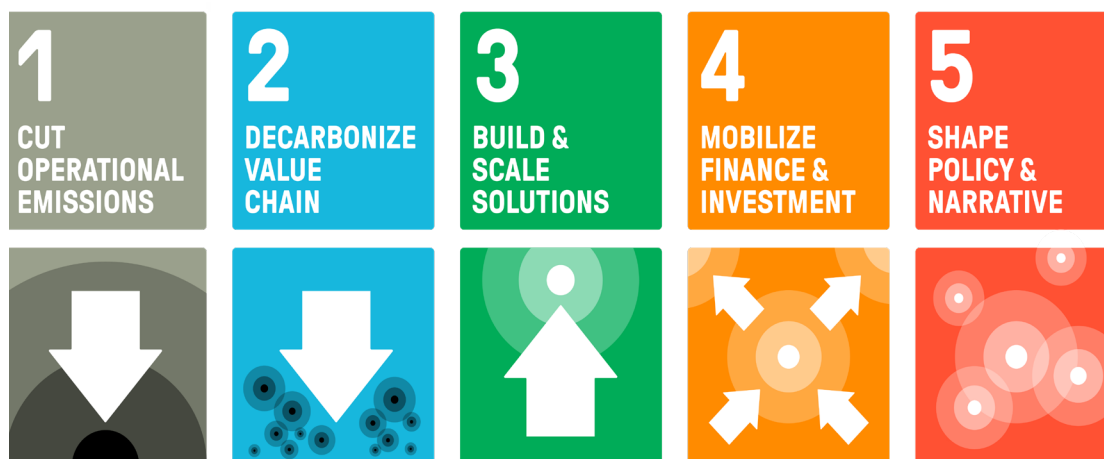 1
CUT
OPERATIONAL
EMISSIONS
2
DECARBONIZE
VALUE
CHAIN
3
BUILD &
SCALE
SOLUTIONS
4
MOBILIZE
FINANCE &
INVESTMENT
5
SHAPE
POLICY &
NARRATIVE